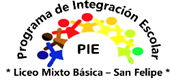 Programa de Integración Escolar
PIE
* Liceo Mixto Básica – San Felipe *